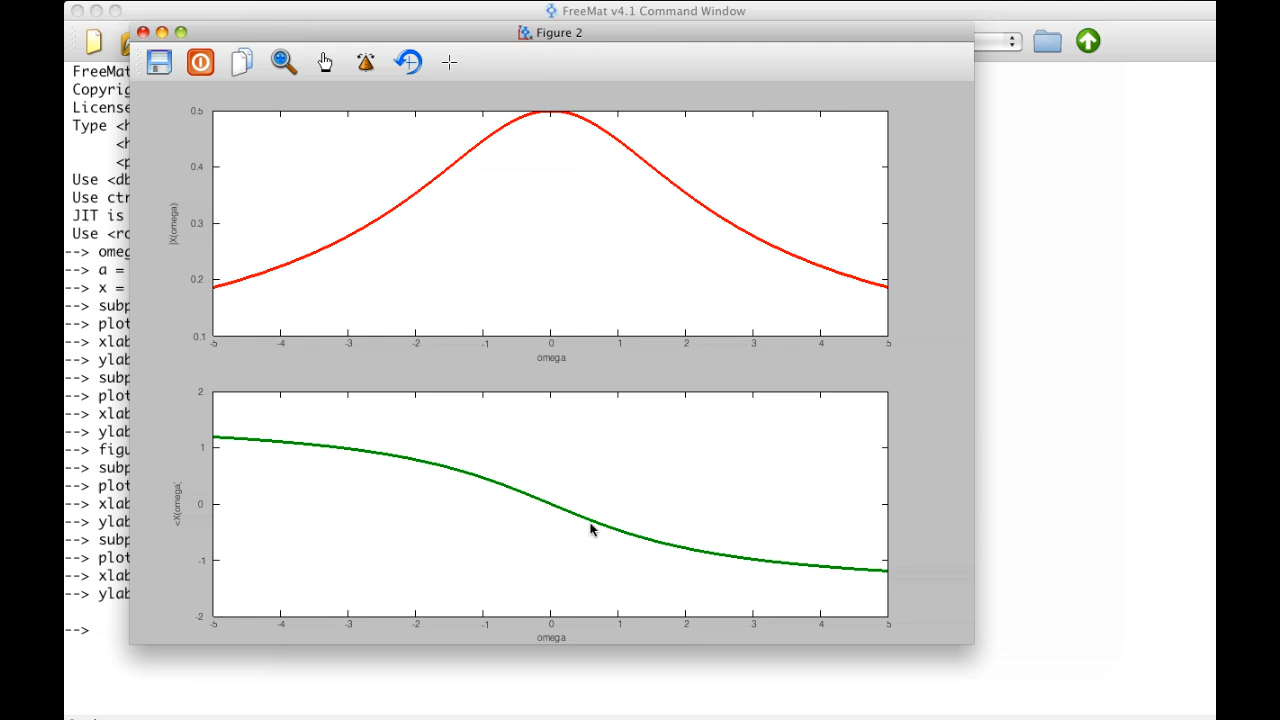 FreeMat v4.1 Command Window
Figure 2
FreeMat
Copyrig
License
Type <h
<h
<p
Use <db
Use ctr
JIT is
Use <ro
--> omeg
--> a =
--> x =
--> subp
--> plot
--> xlab
--> ylab
--> subp
--> plot
--> xlab
--> ylab
--> figu
--> subp
--> plot
--> xlab
--> ylab
--> subp
--> plot
--> xlab
--> ylab
-->
0.5
0.4
0.3
0.2
0.1
|X(omega)
-5 -4 -3 -2 -1 0 1 2 3 4 5
omega
2
1
0
-1
-2
<X(omega)
-5 -4 -3 -2 -1 0 1 2 3 4 5
omega